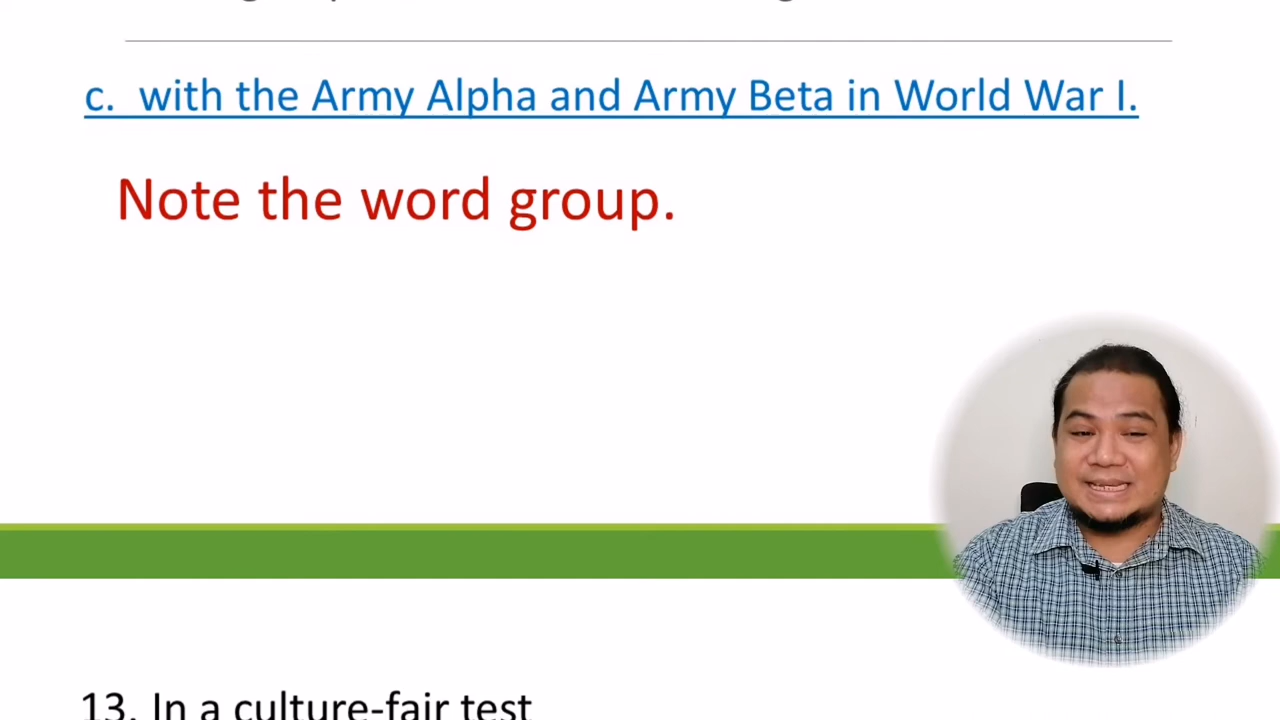 c. with the Army Alpha and Army Beta in World War I.
Note the word group.
13. In a culture-fair test